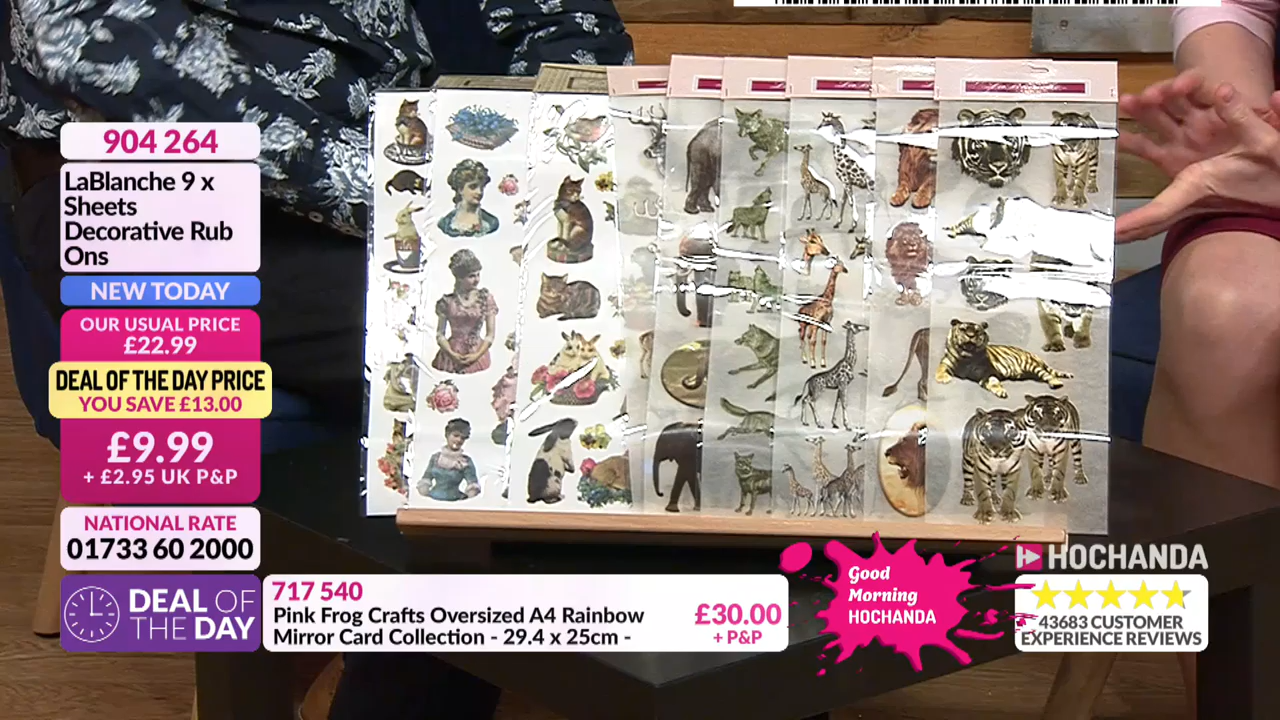 904 264
LaBlanche 9 x
Sheets
Decorative Rub
Ons
NEW TODAY
OUR USUAL PRICE
£22.99
DEAL OF THE DAY PRICE
YOU SAVE £13.00
£9.99
+ £2.95 UK P&P
NATIONAL RATE
01733 60 2000
DEAL OF
THE DAY
717 540
Pink Frog Crafts Oversized A4 Rainbow
Mirror Card Collection - 29.4 x 25cm -
£30.00
+ P&P
Good
Morning
HOCHANDA
HOCHANDA
43683 CUSTOMER
EXPERIENCE REVIEWS